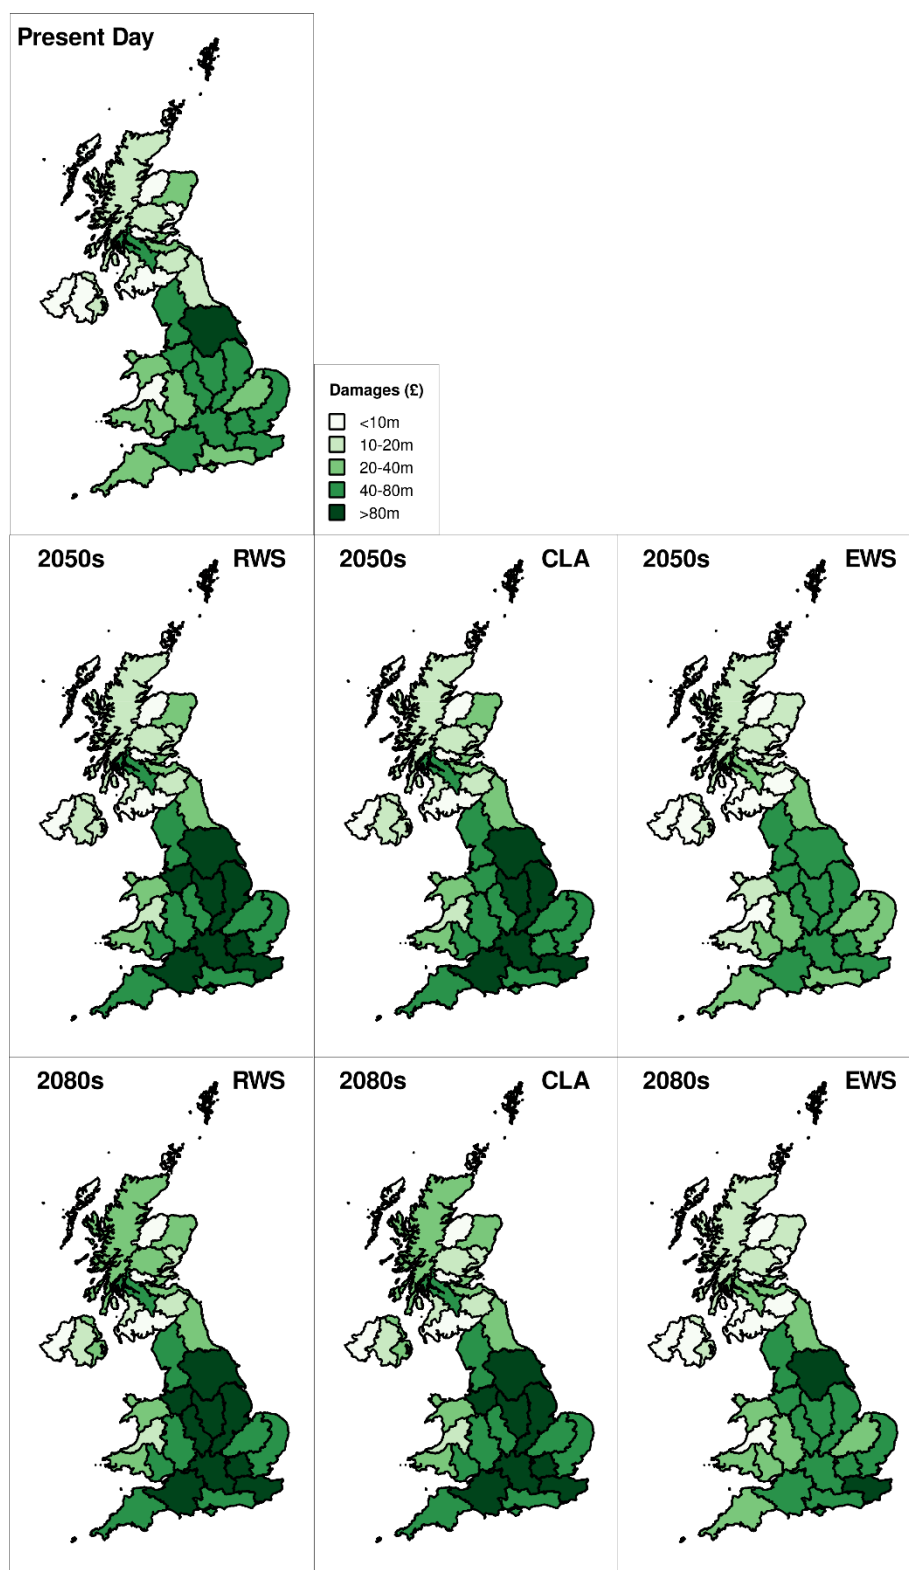 Present Day
Damages (£)
<10m
10-20m
20-40m
40-80m
>80m
2050s RWS
2050s CLA
2050s EWS
2080s RWS
2080s CLA
2080s EWS